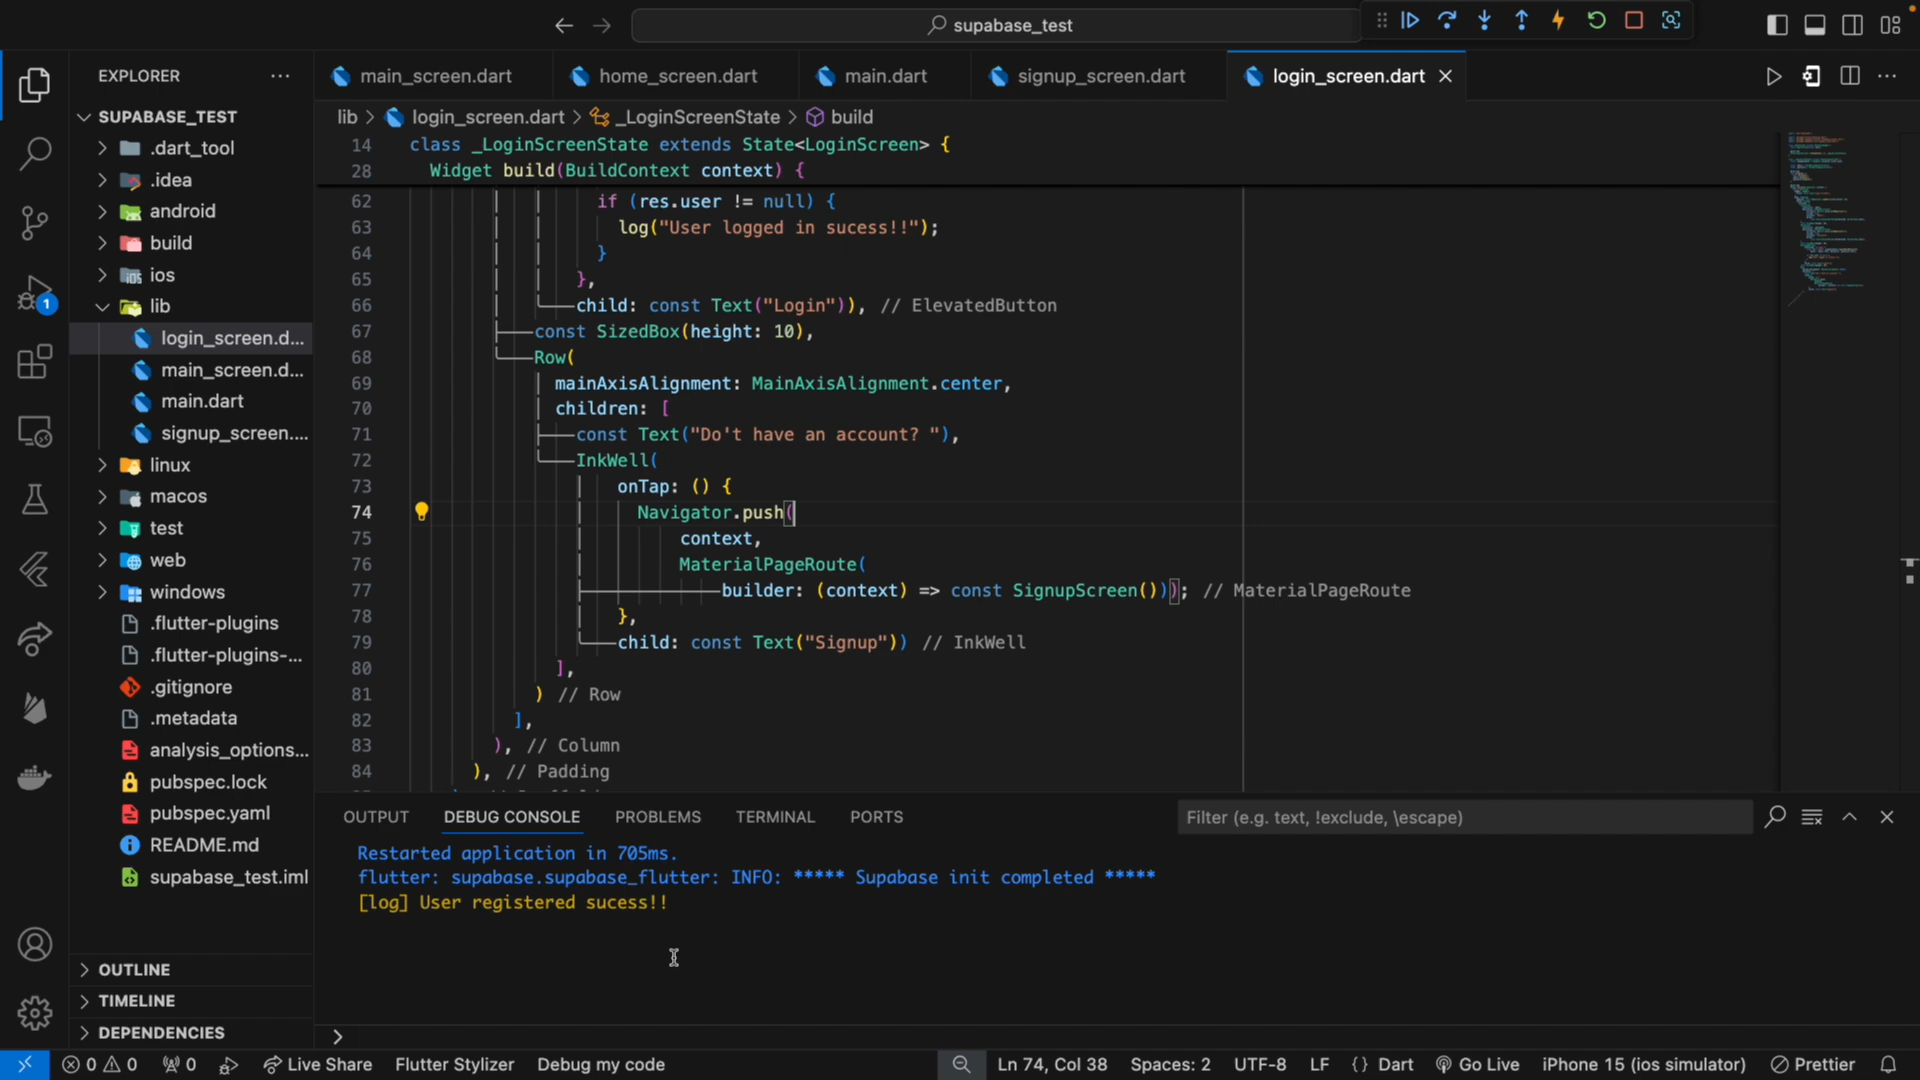 supabase_test
EXPLORER
SUPABASE_TEST
.dart_tool
.idea
android
build
ios
lib
login_screen.d...
main_screen.d...
main.dart
signup_screen....
linux
macos
test
web
windows
.flutter-plugins
.flutter-plugins-...
.gitignore
.metadata
analysis_options...
pubspec.lock
pubspec.yaml
README.md
supabase_test.iml
OUTLINE
TIMELINE
DEPENDENCIES
1
main_screen.dart
home_screen.dart
main.dart
signup_screen.dart
login_screen.dart
lib > login_screen.dart > _LoginScreenState > build
14 class _LoginScreenState extends State<LoginScreen> {
28 Widget build(BuildContext context) {
62 if (res.user != null) {
63 log("User logged in sucess!!");
64 }
65 },
66 child: const Text("Login")), // ElevatedButton
67 const SizedBox(height: 10),
68 Row(
69 mainAxisAlignment: MainAxisAlignment.center,
70 children: [
71 const Text("Do't have an account? "),
72 InkWell(
73 onTap: () {
74 Navigator.push(
75 context,
76 MaterialPageRoute(
77 builder: (context) => const SignupScreen())); // MaterialPageRoute
78 },
79 child: const Text("Signup")) // InkWell
80 ],
81 ) // Row
82 ],
83 ), // Column
84 ), // Padding
OUTPUT
DEBUG CONSOLE
PROBLEMS
TERMINAL
PORTS
Filter (e.g. text, !exclude, \escape)
Restarted application in 705ms.
flutter: supabase.supabase_flutter: INFO: ***** Supabase init completed *****
[log] User registered sucess!!
0 0 0 Live Share Flutter Stylizer Debug my code Ln 74, Col 38 Spaces: 2 UTF-8 LF {} Dart Go Live iPhone 15 (ios simulator) Prettier